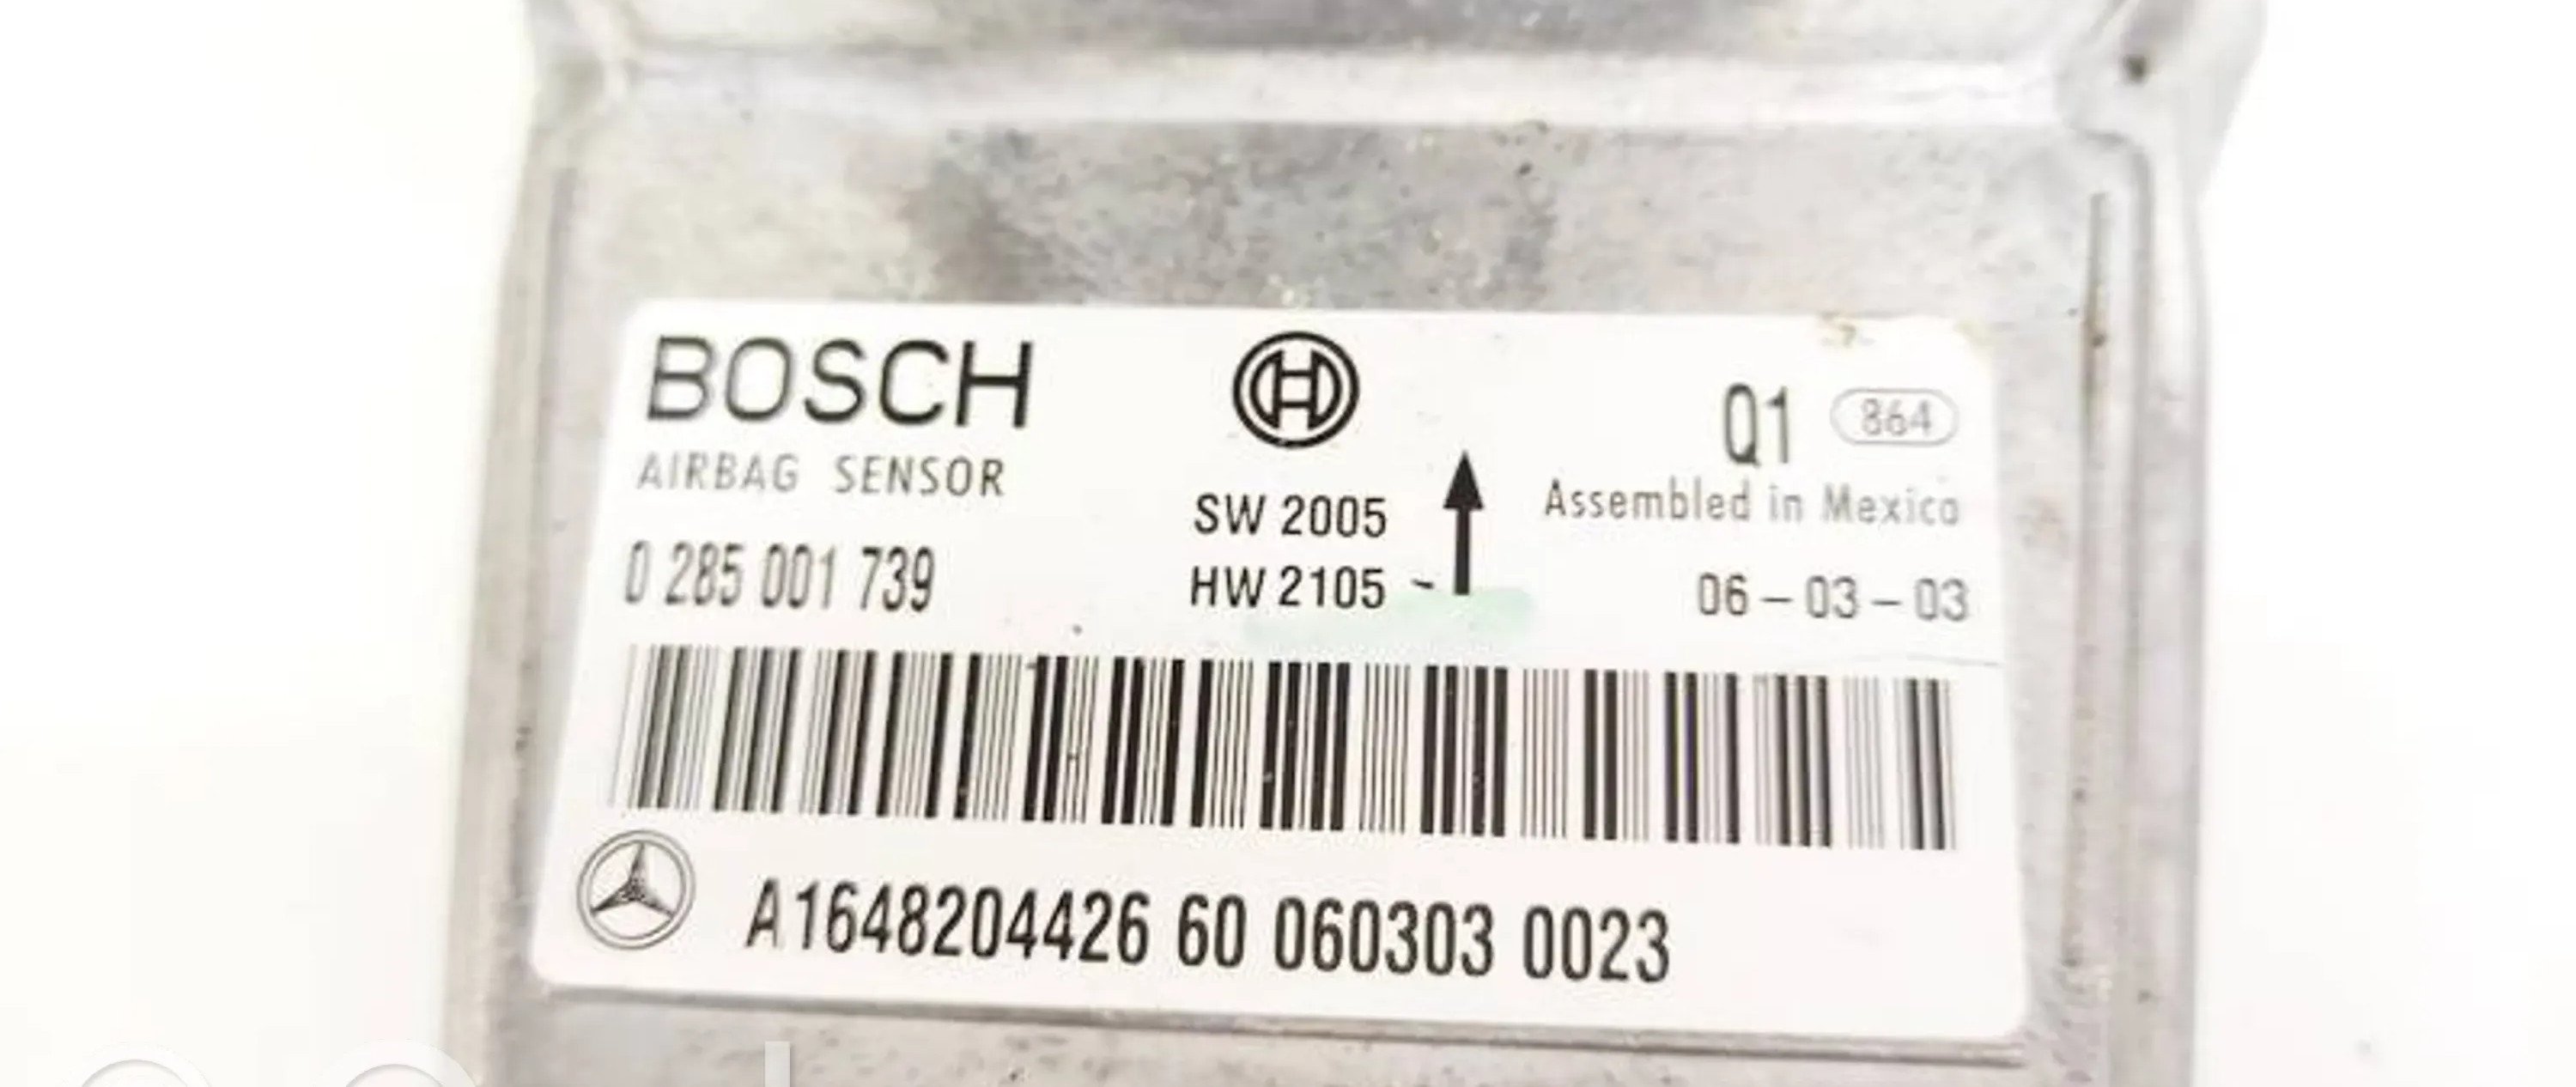 BOSCH
AIRBAG SENSOR
0 285 001 739
SW 2005
HW 2105 -
Q1 864
Assembled in Mexico
06-03-03
A1648204426 60 060303 0023